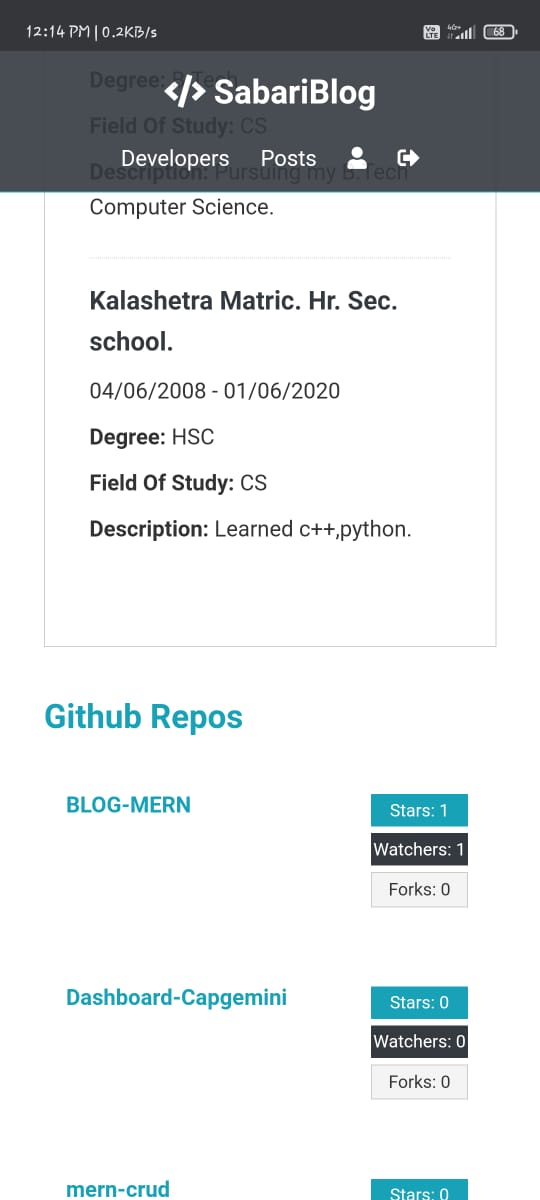 12:14 PM | 0.2KB/s
Vo LTE 4G+ 68
Degree: B.Tech
</> SabariBlog
Field Of Study: CS
Developers Posts
Description: Pursuing my B.Tech
Computer Science.
Kalashetra Matric. Hr. Sec.
school.
04/06/2008 - 01/06/2020
Degree: HSC
Field Of Study: CS
Description: Learned c++,python.
Github Repos
BLOG-MERN
Stars: 1
Watchers: 1
Forks: 0
Dashboard-Capgemini
Stars: 0
Watchers: 0
Forks: 0
mern-crud
Stars: 0